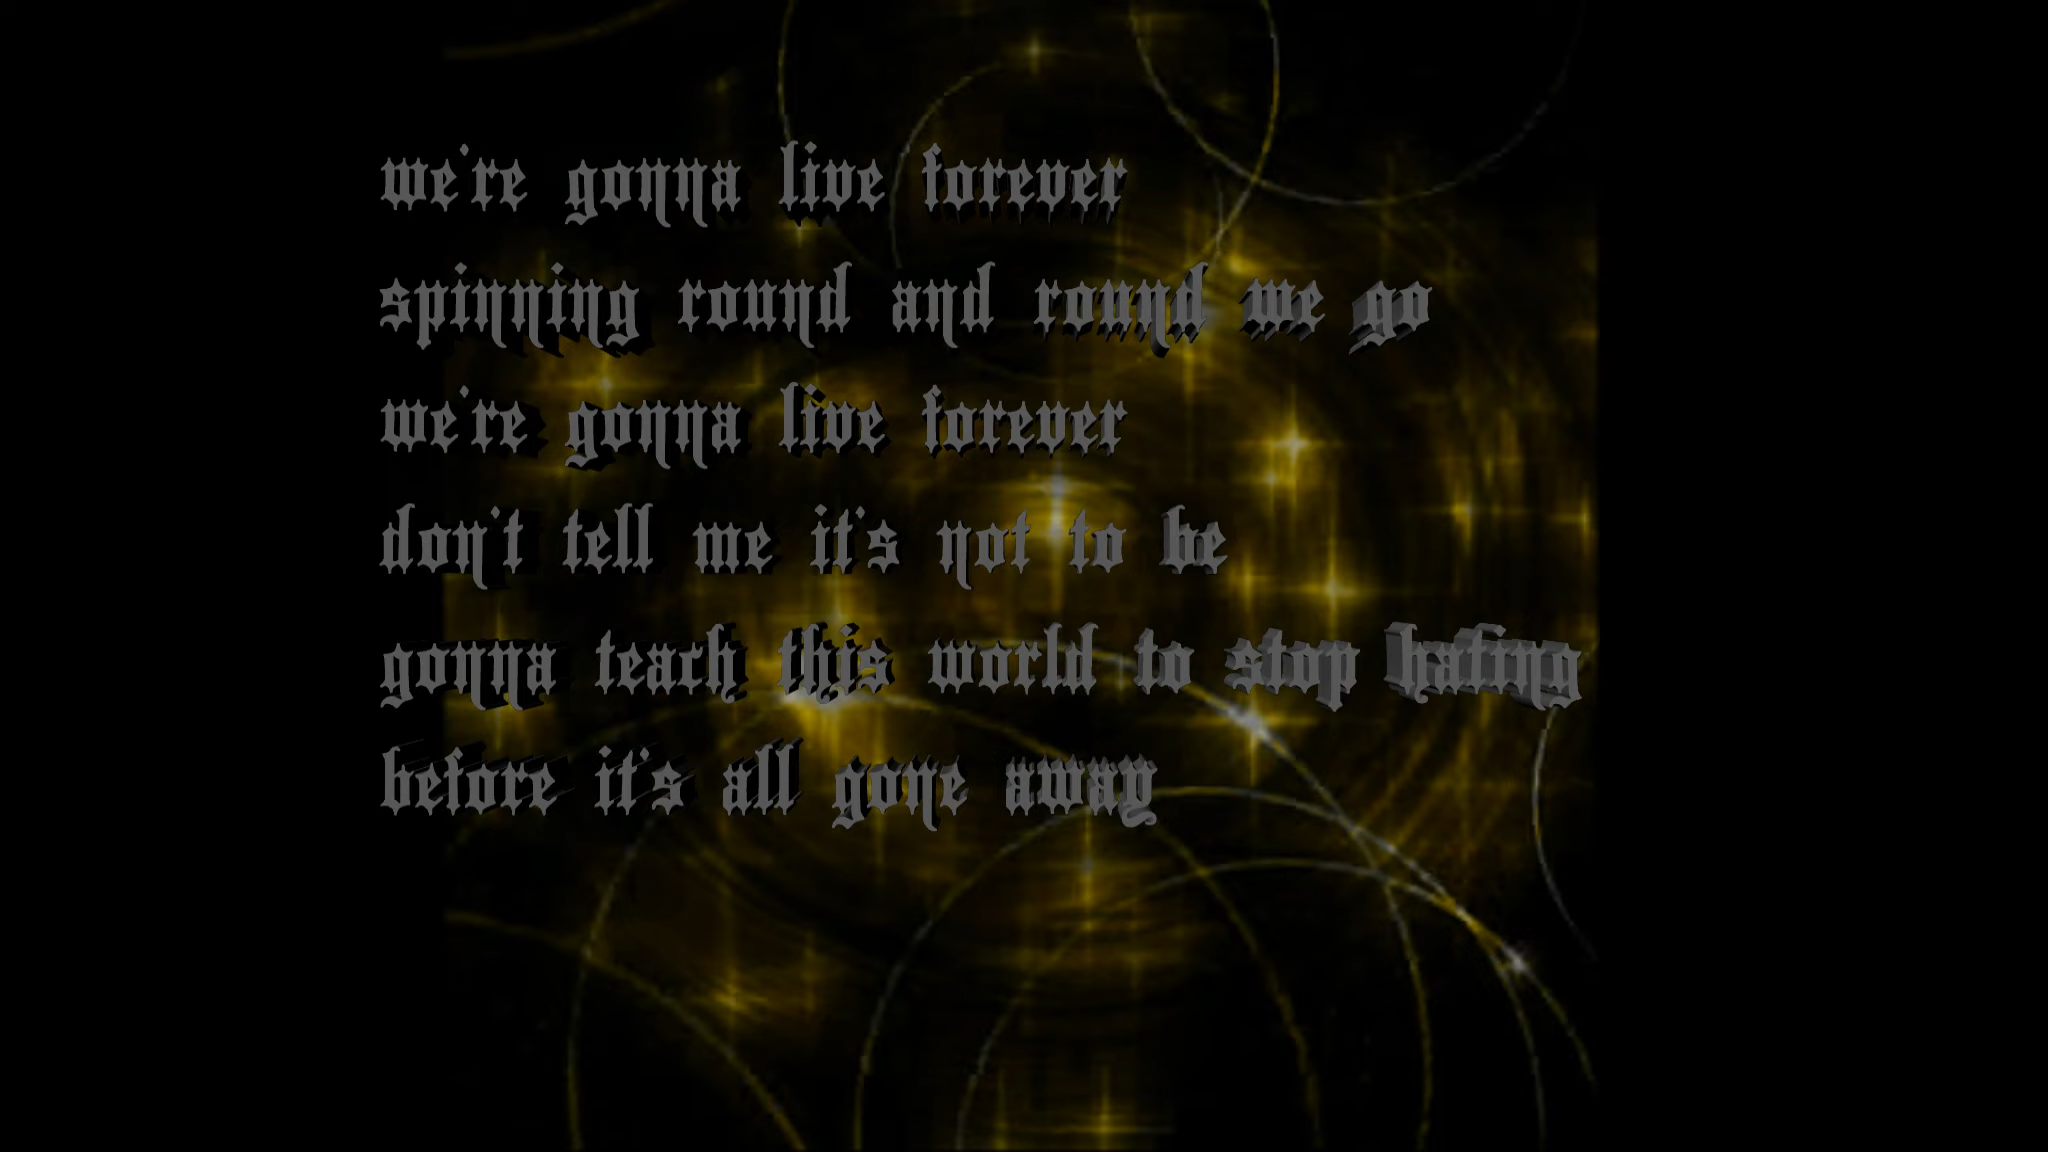 we're gonna live forever
spinning round and round we go
we're gonna live forever
don't tell me it's not to be
gonna teach this world to stop hating
before it's all gone away